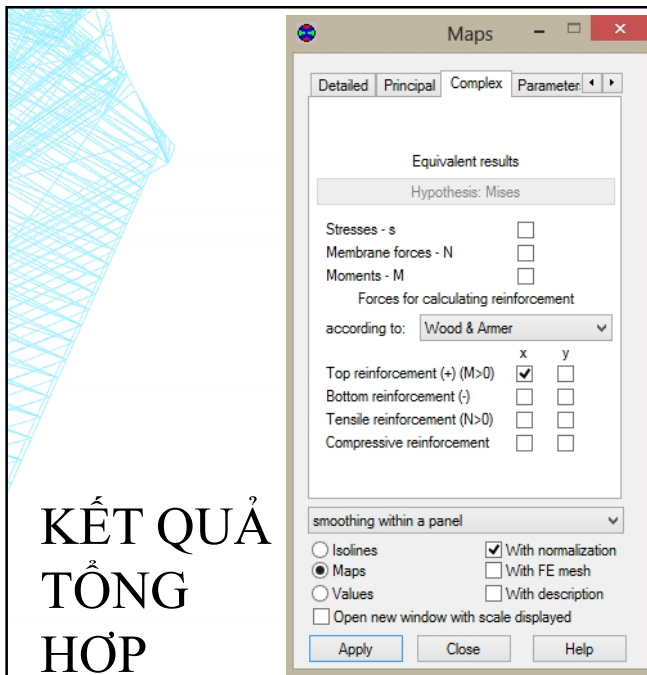 Maps
Detailed Principal Complex Parameter
Equivalent results
Hypothesis: Mises
Stresses - s
Membrane forces - N
Moments - M
Forces for calculating reinforcement
according to: Wood & Armer
x y
Top reinforcement (+) (M>0)
Bottom reinforcement (-)
Tensile reinforcement (N>0)
Compressive reinforcement
smoothing within a panel
Isolines With normalization
Maps With FE mesh
Values With description
Open new window with scale displayed
Apply Close Help
KẾT QUẢ
TỔNG
HƠP